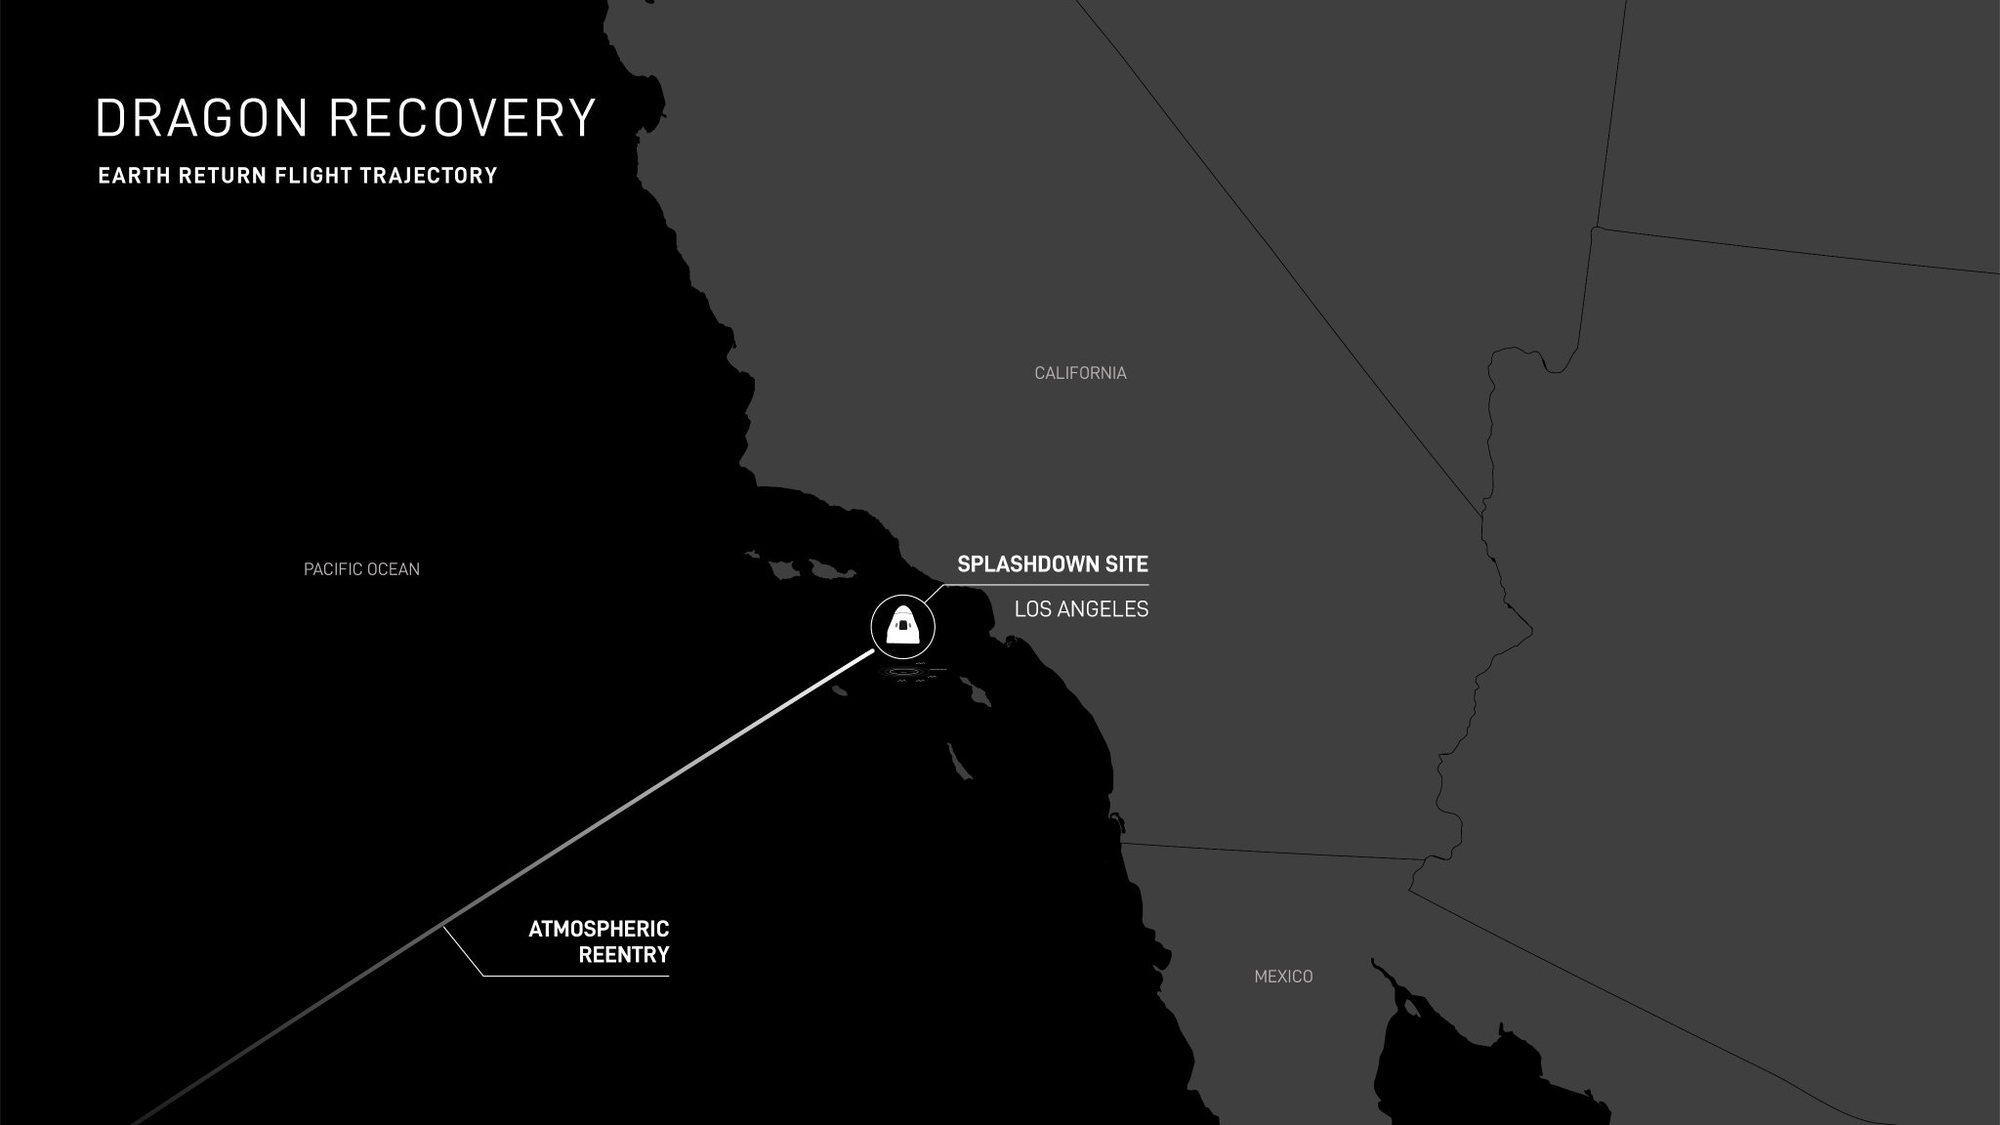 DRAGON RECOVERY
EARTH RETURN FLIGHT TRAJECTORY
CALIFORNIA
PACIFIC OCEAN
SPLASHDOWN SITE
LOS ANGELES
ATMOSPHERIC
REENTRY
MEXICO